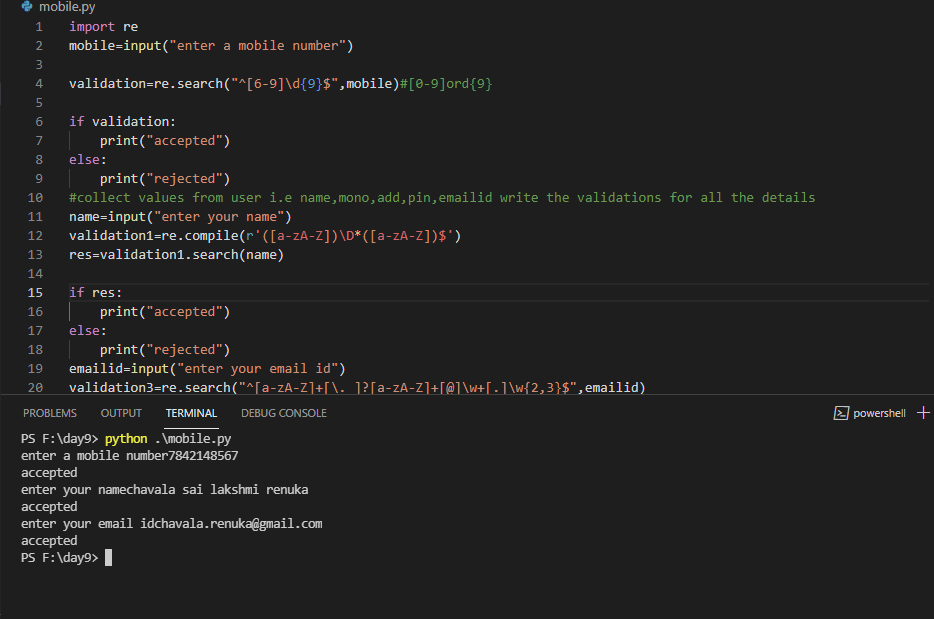 mobile.py
1 import re
2 mobile=input("enter a mobile number")
3
4 validation=re.search("^[6-9]\d{9}$",mobile)#[0-9]ord{9}
5
6 if validation:
7     print("accepted")
8 else:
9     print("rejected")
10 #collect values from user i.e name,mono,add,pin,emailid write the validations for all the details
11 name=input("enter your name")
12 validation1=re.compile(r'([a-zA-Z])\D*([a-zA-Z])$')
13 res=validation1.search(name)
14
15 if res:
16     print("accepted")
17 else:
18     print("rejected")
19 emailid=input("enter your email id")
20 validation3=re.search("^[a-zA-Z]+[\. ]?[a-zA-Z]+[@]\w+[.]\w{2,3}$",emailid)
PROBLEMS OUTPUT TERMINAL DEBUG CONSOLE powershell
PS F:\day9> python .\mobile.py
enter a mobile number7842148567
accepted
enter your namechavala sai lakshmi renuka
accepted
enter your email idchavala.renuka@gmail.com
accepted
PS F:\day9>